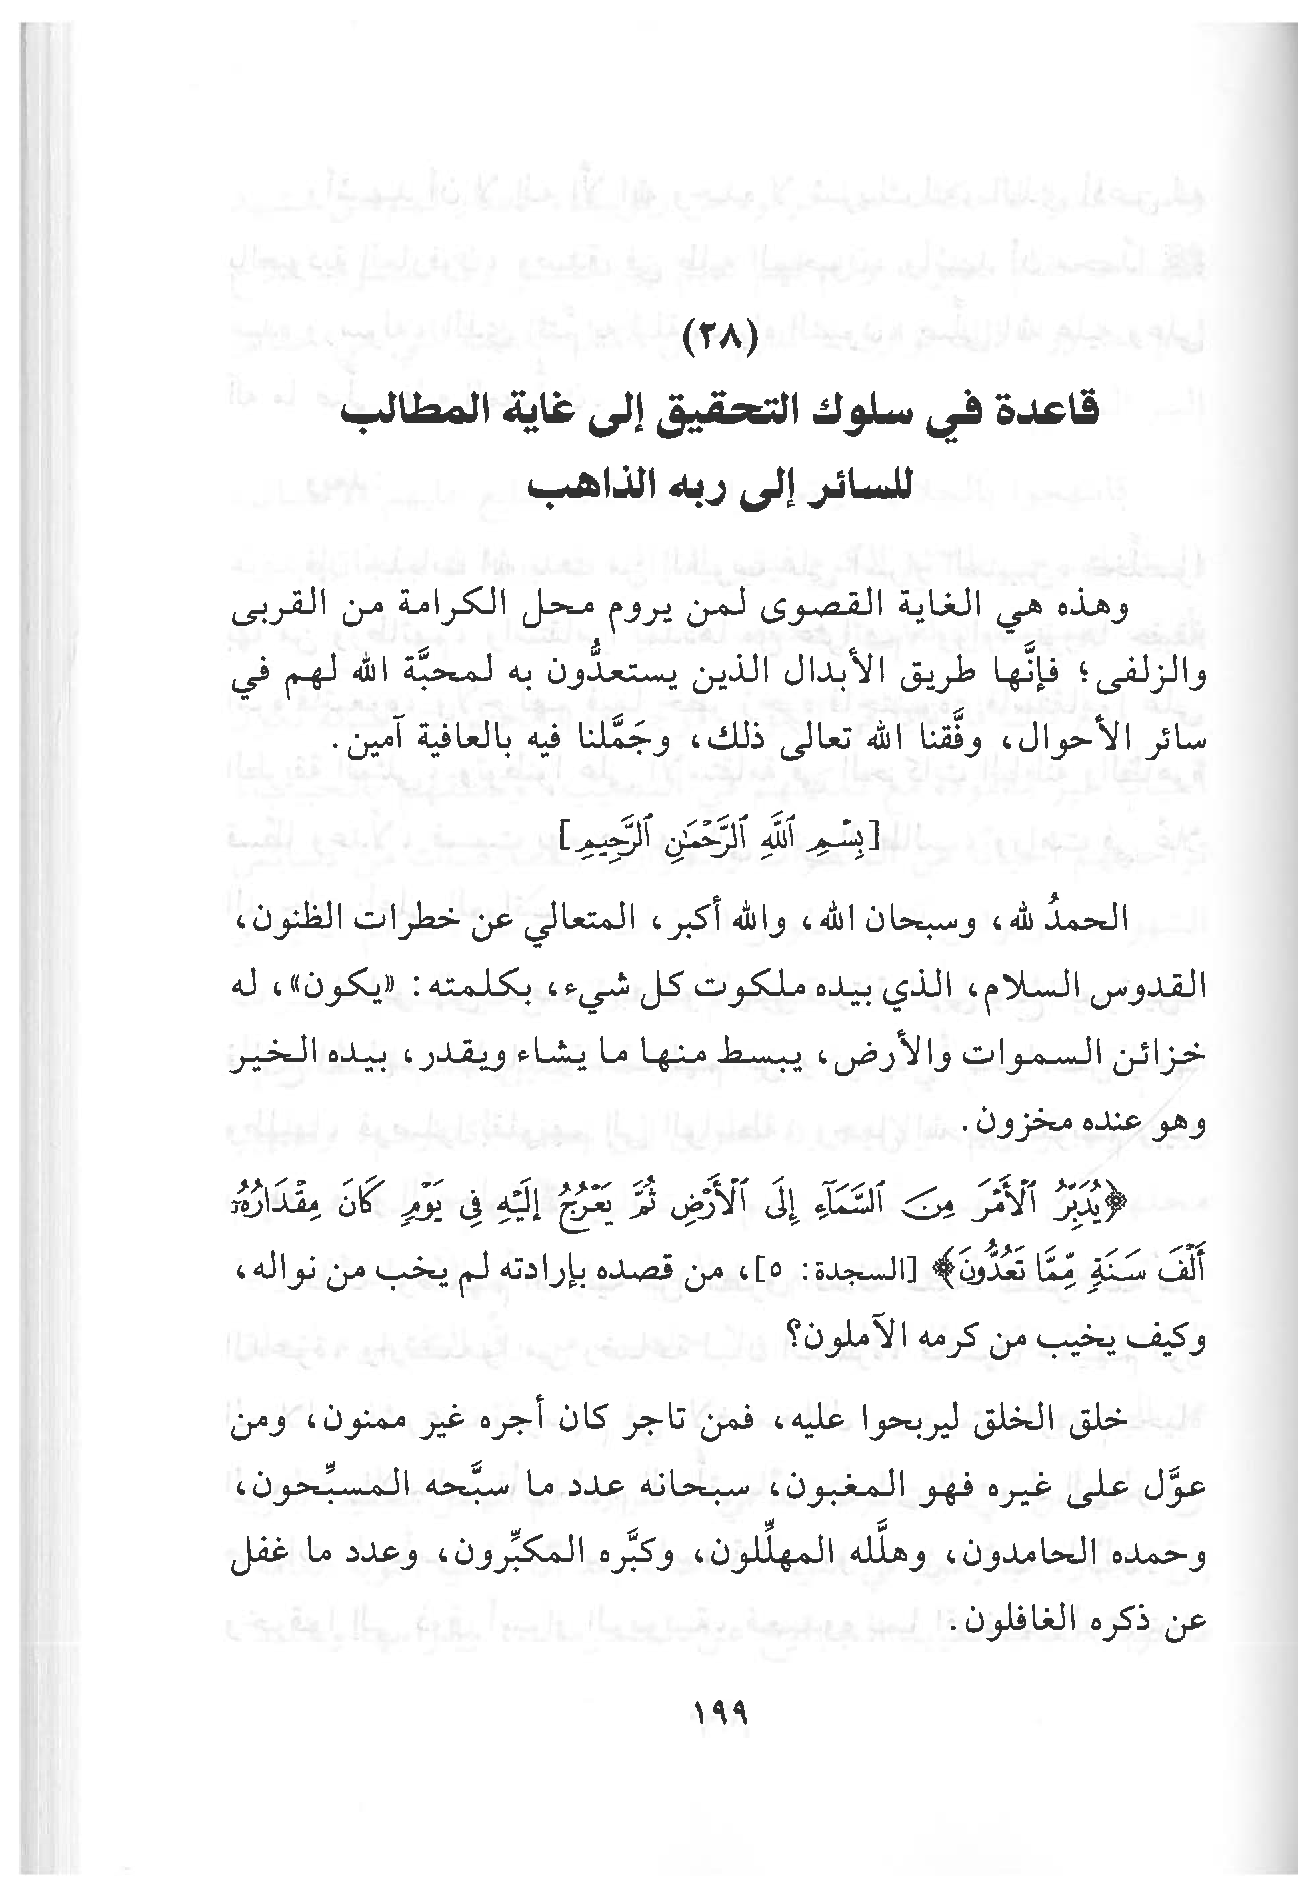 (٢٨)
قاعدة في سلوك التحقيق إلى غاية المطالب
للسائر إلى ربه الذاهب
وهذه هي الغاية القصوى لمن يروم محل الكرامة من القربى
والزلفى؛ فإنَّها طريق الأبدال الذين يستعدُّون به لمحبَّة الله لهم في
سائر الأحوال، وفَّقنا الله تعالى ذلك، وجَمَّلنا فيه بالعافية آمين.
[بِسْمِ ٱللَّهِ ٱلرَّحْمَٰنِ ٱلرَّحِيمِ]
الحمدُ لله، وسبحان الله، والله أكبر، المتعالي عن خطرات الظنون،
القدوس السلام، الذي بيده ملكوت كل شيء، بكلمته: «يكون»، له
خزائن السموات والأرض، يبسط منها ما يشاء ويقدر، بيده الخير
وهو عنده مخزون.
﴿يُدَبِّرُ ٱلْأَمْرَ مِنَ ٱلسَّمَآءِ إِلَى ٱلْأَرْضِ ثُمَّ يَعْرُجُ إِلَيْهِ فِى يَوْمٍ كَانَ مِقْدَارُهُۥٓ
أَلْفَ سَنَةٍ مِّمَّا تَعُدُّونَ﴾ [السجدة: ٥]، من قصده بإرادته لم يخب من نواله،
وكيف يخيب من كرمه الآملون؟
خلق الخلق ليربحوا عليه، فمن تاجر كان أجره غير ممنون، ومن
عوَّل على غيره فهو المغبون، سبحانه عدد ما سبَّحه المسبِّحون،
وحمده الحامدون، وهلَّله المهلِّلون، وكبَّره المكبِّرون، وعدد ما غفل
عن ذكره الغافلون.
١٩٩